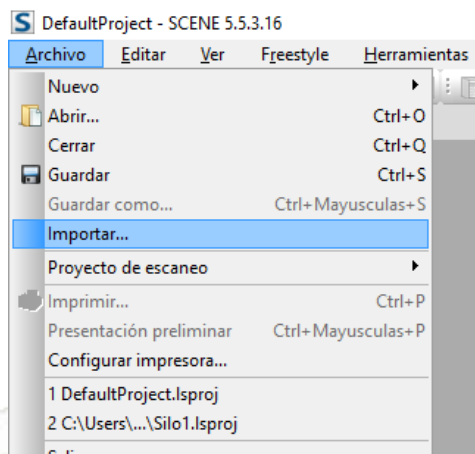 DefaultProject - SCENE 5.5.3.16
Archivo Editar Ver Freestyle Herramientas
Nuevo
Abrir... Ctrl+O
Cerrar Ctrl+Q
Guardar Ctrl+S
Guardar como... Ctrl+Mayusculas+S
Importar...
Proyecto de escaneo
Imprimir... Ctrl+P
Presentación preliminar Ctrl+Mayusculas+P
Configurar impresora...
1 DefaultProject.lsproj
2 C:\Users\...\Silo1.lsproj